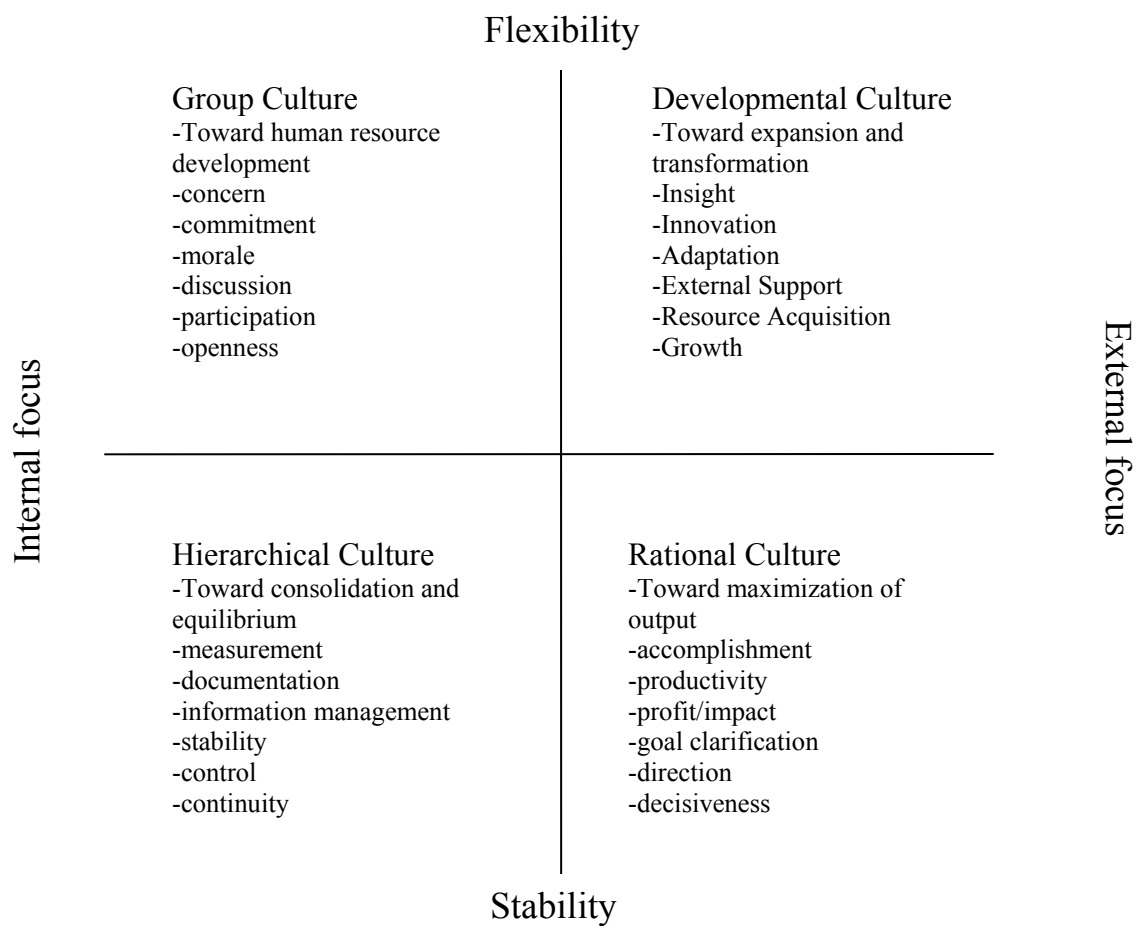 Flexibility
Group Culture
-Toward human resource
development
-concern
-commitment
-morale
-discussion
-participation
-openness
Developmental Culture
-Toward expansion and
transformation
-Insight
-Innovation
-Adaptation
-External Support
-Resource Acquisition
-Growth
Internal focus
External focus
Hierarchical Culture
-Toward consolidation and
equilibrium
-measurement
-documentation
-information management
-stability
-control
-continuity
Rational Culture
-Toward maximization of
output
-accomplishment
-productivity
-profit/impact
-goal clarification
-direction
-decisiveness
Stability